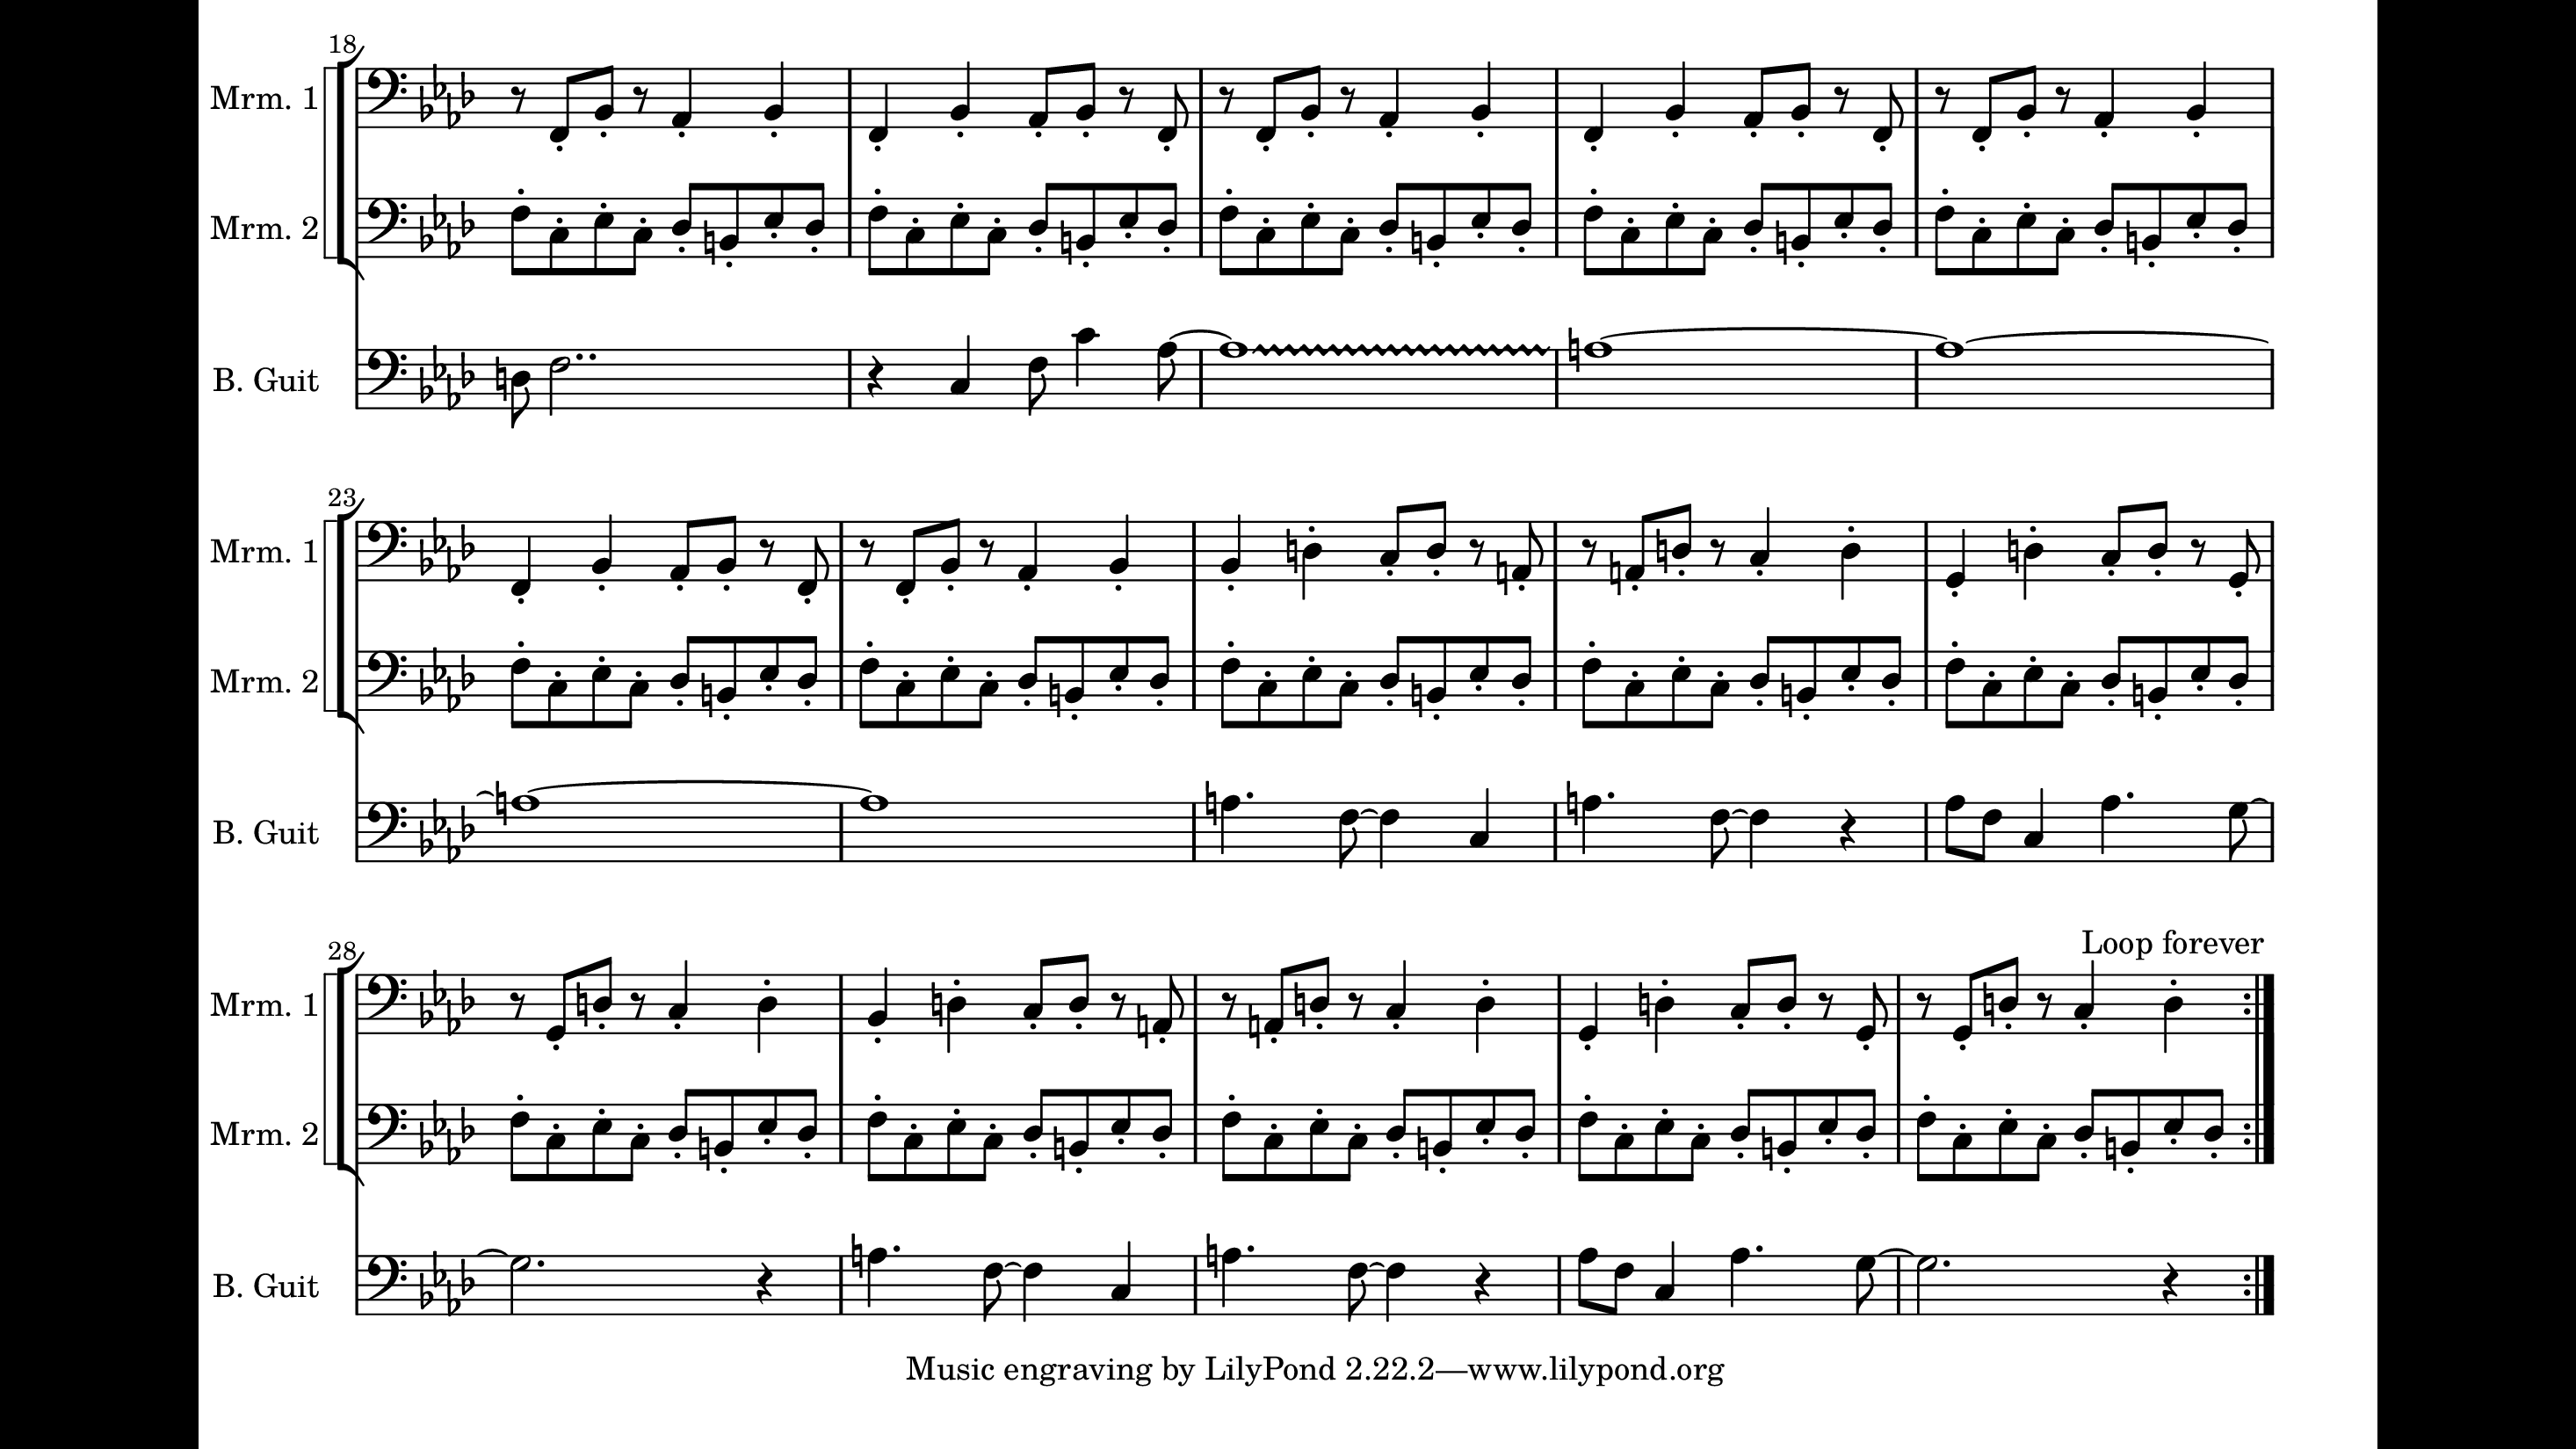 18
Mrm. 1
Mrm. 2
B. Guit
23
Mrm. 1
Mrm. 2
B. Guit
Loop forever
28
Mrm. 1
Mrm. 2
B. Guit
Music engraving by LilyPond 2.22.2—www.lilypond.org